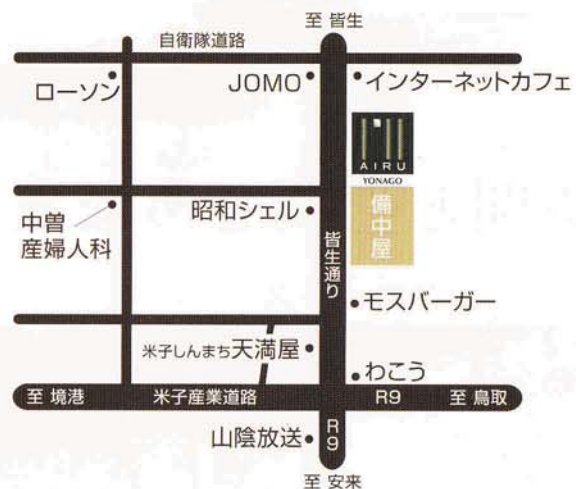 至 皆生
自衛隊道路
ローソン
JOMO
インターネットカフェ
AIRU
YONAGO
備中屋
昭和シェル
中曽
産婦人科
皆生通り
モスバーガー
米子しんまち天満屋
わこう
至 境港
米子産業道路
R9
至 鳥取
R9
山陰放送
至 安来